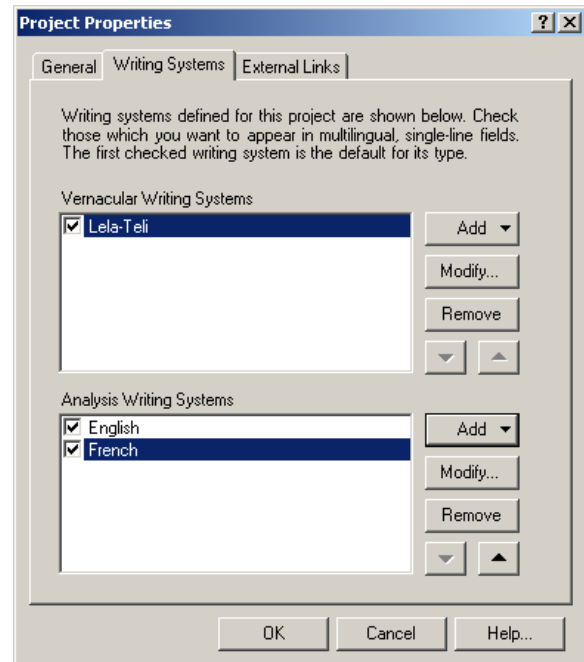 Project Properties
General Writing Systems External Links
Writing systems defined for this project are shown below. Check
those which you want to appear in multilingual, single-line fields.
The first checked writing system is the default for its type.
Vernacular Writing Systems
Lela-Teli
Add
Modify...
Remove
Analysis Writing Systems
English
French
Add
Modify...
Remove
OK Cancel Help...